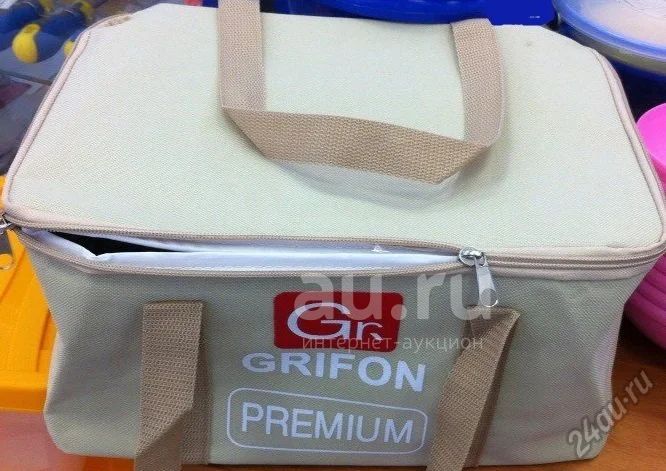 au.ru
интернет-аукцион
Gr
GRIFON
PREMIUM
24au.ru